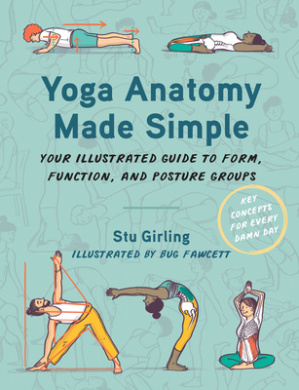 Yoga Anatomy
Made Simple
YOUR ILLUSTRATED GUIDE TO FORM,
FUNCTION, AND POSTURE GROUPS
KEY
CONCEPTS
FOR EVERY
DAMN DAY
Stu Girling
ILLUSTRATED BY BUG FAWCETT